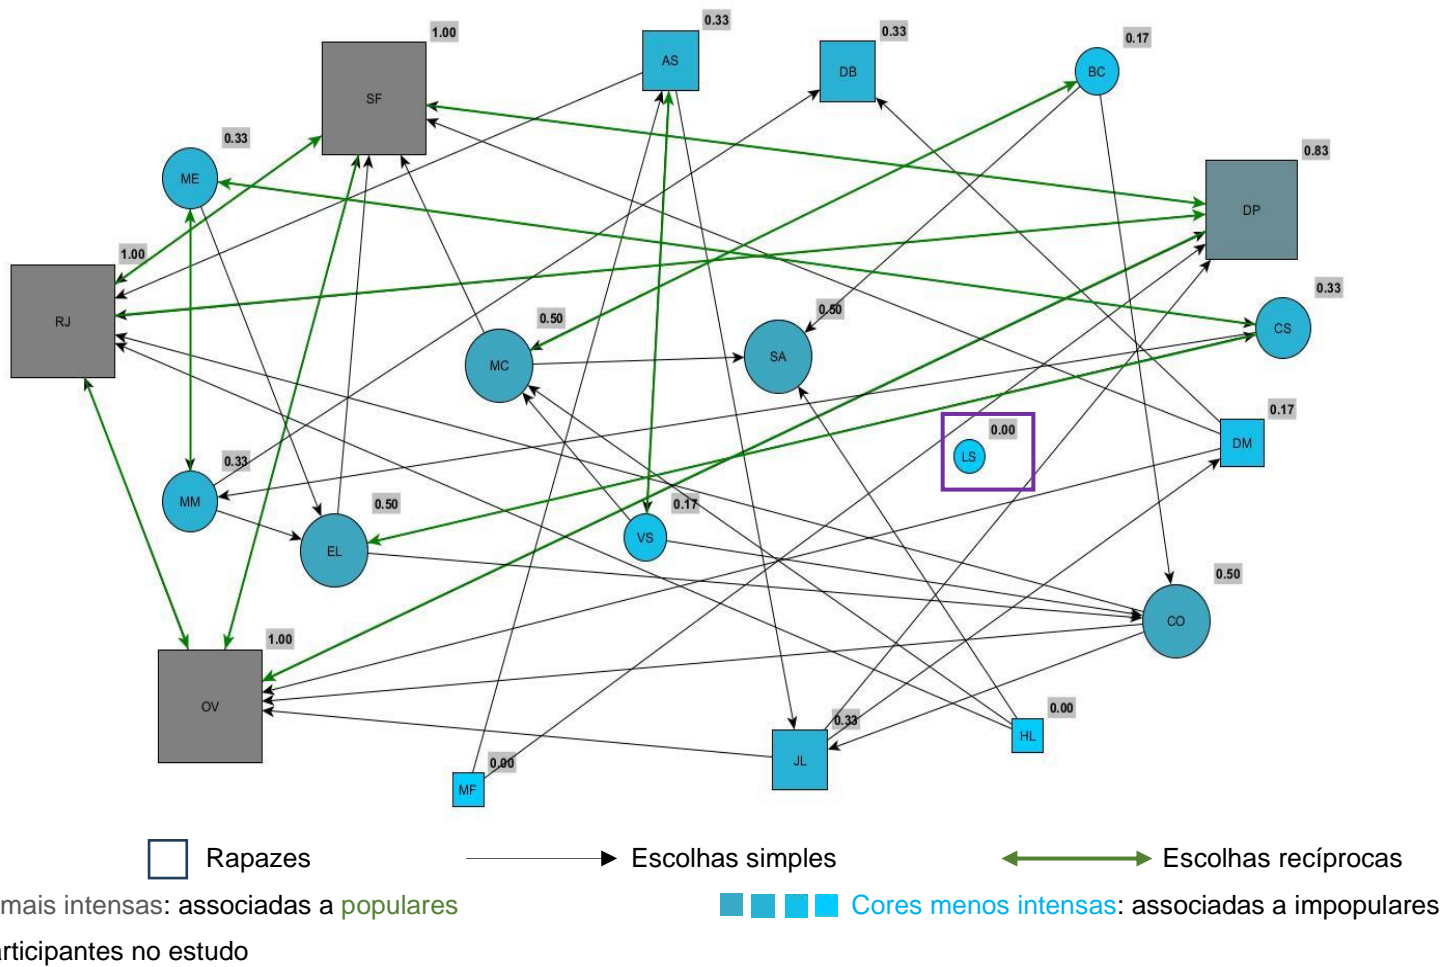 1.00
SF
0.33
AS
0.33
DB
0.17
BC
0.33
ME
0.83
DP
1.00
RJ
0.50
MC
0.50
SA
0.33
CS
0.00
LS
0.17
DM
0.33
MM
0.50
EL
0.17
VS
0.50
CO
1.00
OV
0.00
MF
0.33
JL
0.00
HL
Rapazes
Escolhas simples
Escolhas recíprocas
mais intensas: associadas a populares
Cores menos intensas: associadas a impopulares
articipantes no estudo